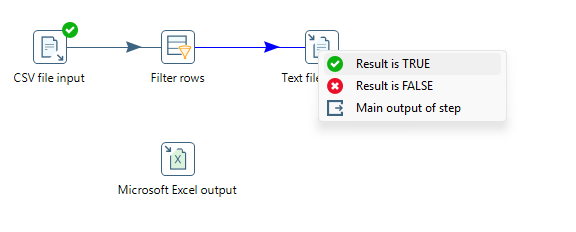 CSV file input
Filter rows
Text file
Result is TRUE
Result is FALSE
Main output of step
Microsoft Excel output